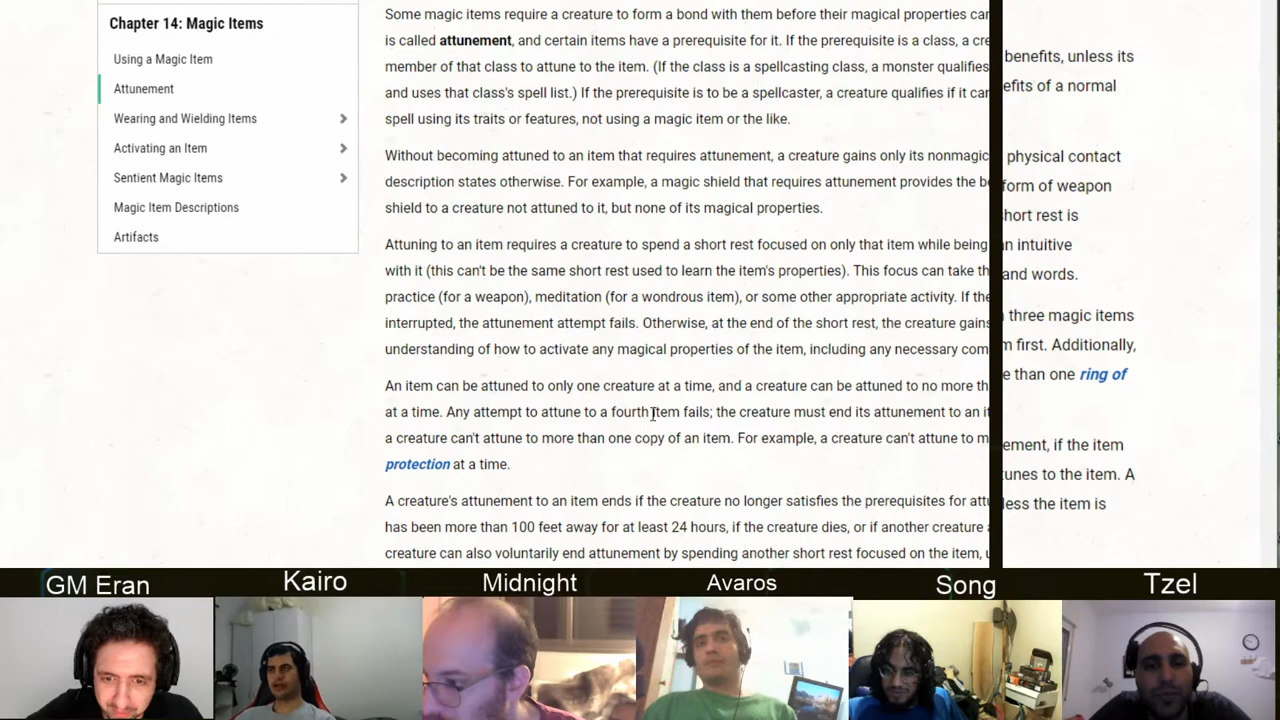 Chapter 14: Magic Items
Using a Magic Item
Attunement
Wearing and Wielding Items
Activating an Item
Sentient Magic Items
Magic Item Descriptions
Artifacts
Some magic items require a creature to form a bond with them before their magical properties can
is called attunement, and certain items have a prerequisite for it. If the prerequisite is a class, a cre
member of that class to attune to the item. (If the class is a spellcasting class, a monster qualifies
and uses that class's spell list.) If the prerequisite is to be a spellcaster, a creature qualifies if it can
spell using its traits or features, not using a magic item or the like.
Without becoming attuned to an item that requires attunement, a creature gains only its nonmagic
description states otherwise. For example, a magic shield that requires attunement provides the be
shield to a creature not attuned to it, but none of its magical properties.
Attuning to an item requires a creature to spend a short rest focused on only that item while being
with it (this can't be the same short rest used to learn the item's properties). This focus can take th
practice (for a weapon), meditation (for a wondrous item), or some other appropriate activity. If the
interrupted, the attunement attempt fails. Otherwise, at the end of the short rest, the creature gains
understanding of how to activate any magical properties of the item, including any necessary com
An item can be attuned to only one creature at a time, and a creature can be attuned to no more th
at a time. Any attempt to attune to a fourth item fails; the creature must end its attunement to an it
a creature can't attune to more than one copy of an item. For example, a creature can't attune to m
protection at a time.
A creature's attunement to an item ends if the creature no longer satisfies the prerequisites for attu
has been more than 100 feet away for at least 24 hours, if the creature dies, or if another creature a
creature can also voluntarily end attunement by spending another short rest focused on the item, u
benefits, unless its
efits of a normal
physical contact
form of weapon
short rest is
n intuitive
and words.
three magic items
m first. Additionally,
e than one ring of
ement, if the item
tunes to the item. A
less the item is
GM Eran
Kairo
Midnight
Avaros
Song
Tzel